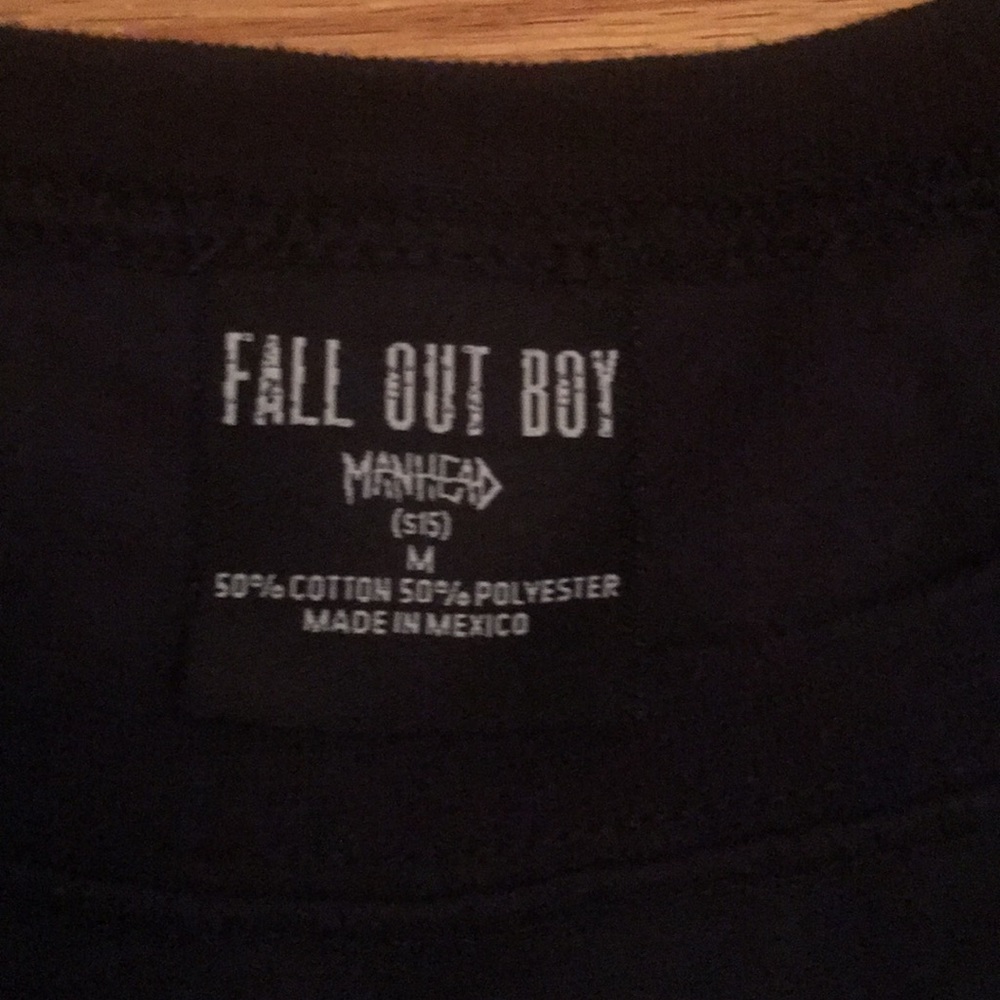 FALL OUT BOY
MANHEAD
(S15)
M
50% COTTON 50% POLYESTER
MADE IN MEXICO